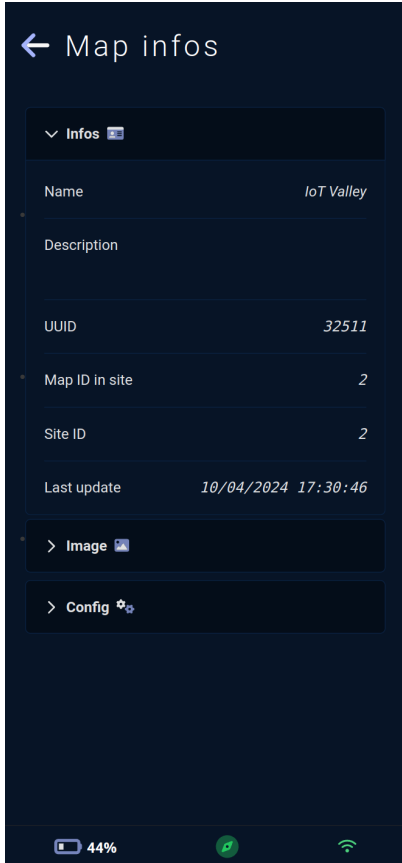 Map infos
Infos
Name IoT Valley
Description
UUID 32511
Map ID in site 2
Site ID 2
Last update 10/04/2024 17:30:46
Image
Config
44%